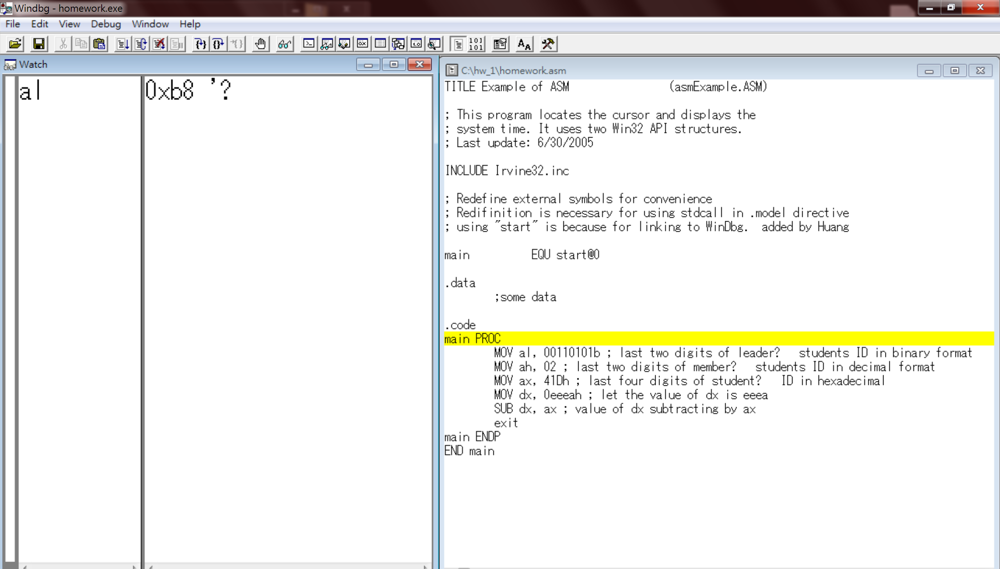 Windbg - homework.exe
File Edit View Debug Window Help
Watch
al 0xb8 '?
C:\hw_1\homework.asm
TITLE Example of ASM (asmExample.ASM)
; This program locates the cursor and displays the
; system time. It uses two Win32 API structures.
; Last update: 6/30/2005
INCLUDE Irvine32.inc
; Redefine external symbols for convenience
; Redifinition is necessary for using stdcall in .model directive
; using "start" is because for linking to WinDbg.  added by Huang
main EQU start@0
.data
;some data
.code
main PROC
MOV al, 00110101b ; last two digits of leader?   students ID in binary format
MOV ah, 02 ; last two digits of member?   students ID in decimal format
MOV ax, 41Dh ; last four digits of student?   ID in hexadecimal
MOV dx, 0eeeah ; let the value of dx is eeea
SUB dx, ax ; value of dx subtracting by ax
exit
main ENDP
END main